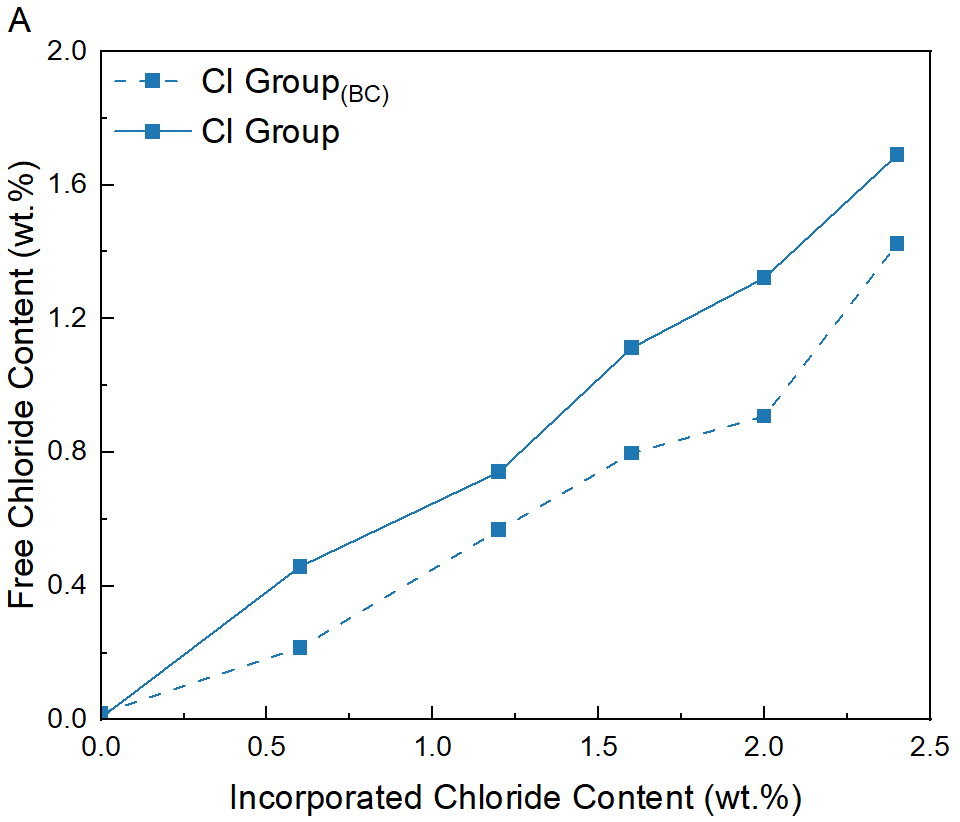 A
2.0
Cl Group(BC)
Cl Group
1.6
1.2
0.8
0.4
0.0
Free Chloride Content (wt.%)
0.0 0.5 1.0 1.5 2.0 2.5
Incorporated Chloride Content (wt.%)